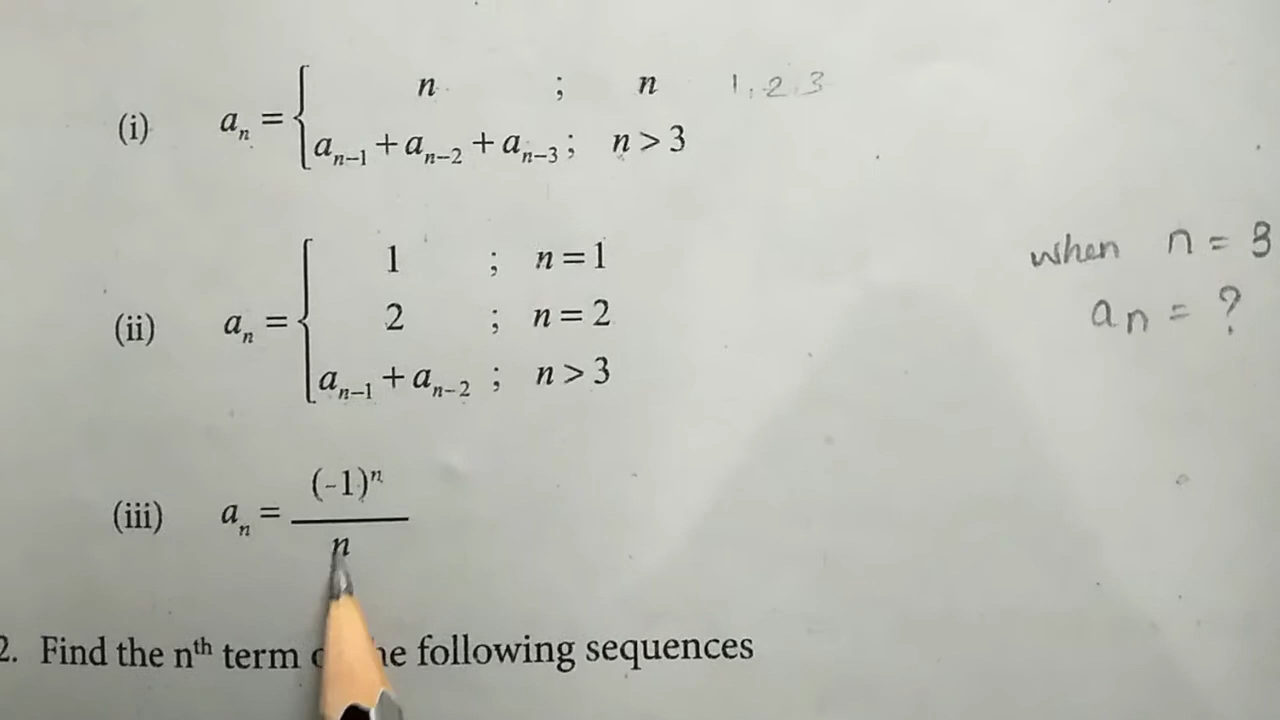 (i) aₙ = { n ; n 1, 2, 3
aₙ₋₁ + aₙ₋₂ + aₙ₋₃ ; n > 3
(ii) aₙ = { 1 ; n = 1
2 ; n = 2
aₙ₋₁ + aₙ₋₂ ; n > 3
when n = 3
aₙ = ?
(iii) aₙ = (-1)ⁿ
n
2. Find the nᵗʰ term following sequences